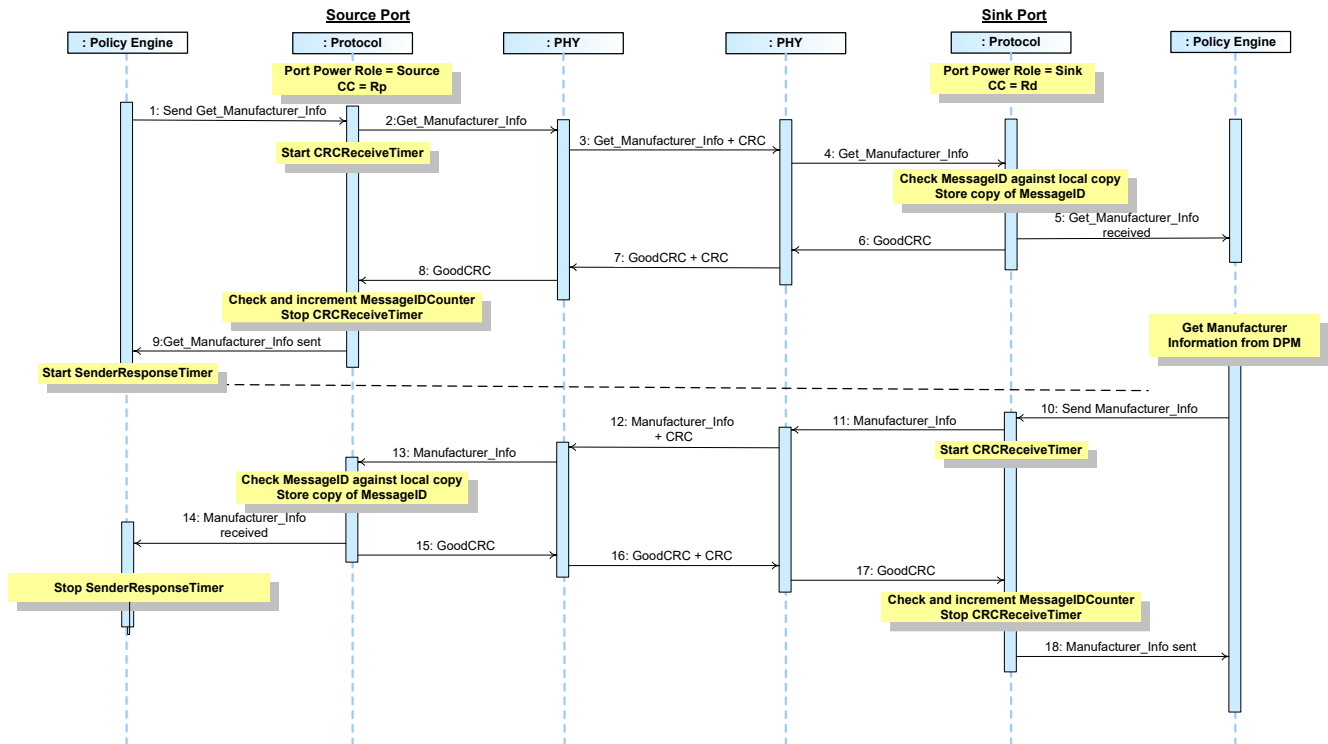 Source Port
Sink Port
: Policy Engine
: Protocol
: PHY
: PHY
: Protocol
: Policy Engine
Port Power Role = Source
CC = Rp
Port Power Role = Sink
CC = Rd
1: Send Get_Manufacturer_Info
2:Get_Manufacturer_Info
Start CRCReceiveTimer
3: Get_Manufacturer_Info + CRC
4: Get_Manufacturer_Info
Check MessageID against local copy
Store copy of MessageID
5: Get_Manufacturer_Info
received
6: GoodCRC
7: GoodCRC + CRC
8: GoodCRC
Check and increment MessageIDCounter
Stop CRCReceiveTimer
9:Get_Manufacturer_Info sent
Get Manufacturer
Information from DPM
Start SenderResponseTimer
10: Send Manufacturer_Info
11: Manufacturer_Info
Start CRCReceiveTimer
12: Manufacturer_Info
+ CRC
13: Manufacturer_Info
Check MessageID against local copy
Store copy of MessageID
14: Manufacturer_Info
received
15: GoodCRC
16: GoodCRC + CRC
17: GoodCRC
Stop SenderResponseTimer
Check and increment MessageIDCounter
Stop CRCReceiveTimer
18: Manufacturer_Info sent